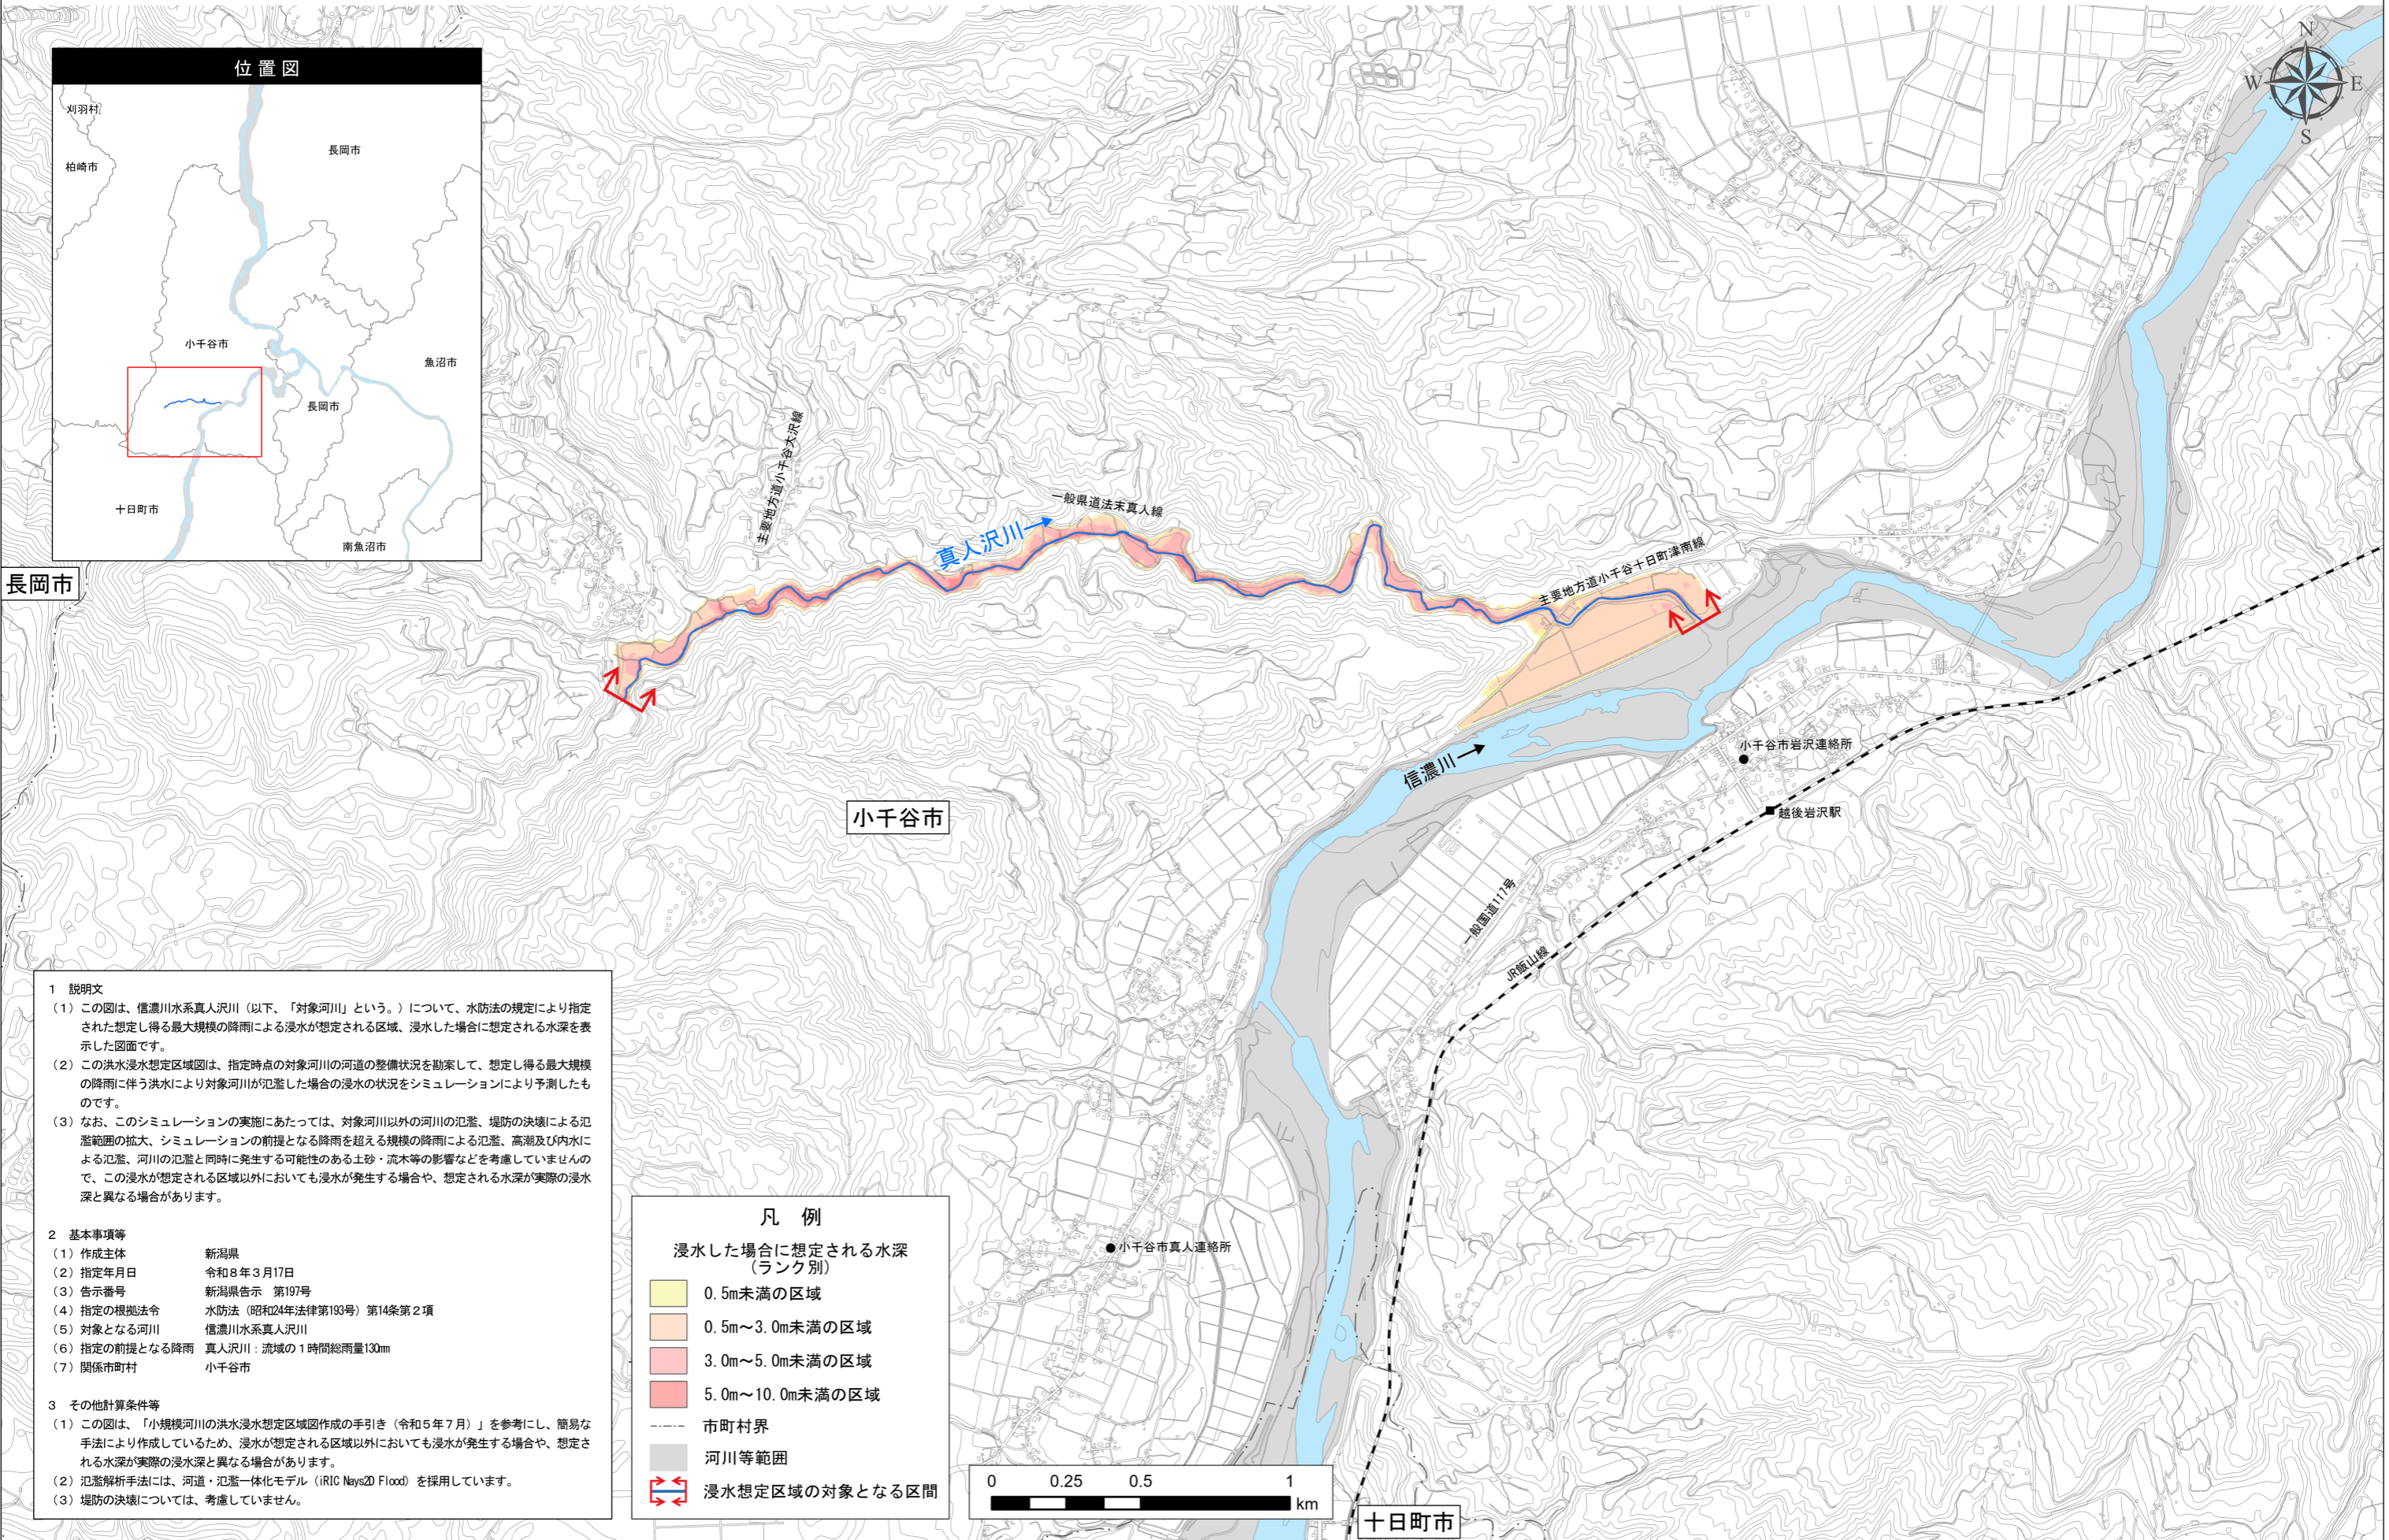 位置図
刈羽村
柏崎市
長岡市
小千谷市
魚沼市
長岡市
十日町市
南魚沼市
N
W
E
S
長岡市
主要地方道小千谷大沢線
真人沢川
一般県道法末真人線
主要地方道小千谷十日町津南線
信濃川
小千谷市岩沢連絡所
越後岩沢駅
小千谷市
一般国道117号
JR飯山線
小千谷市真人連絡所
十日町市
1 説明文
（1）この図は、信濃川水系真人沢川（以下、「対象河川」という。）について、水防法の規定により指定
された想定し得る最大規模の降雨による浸水が想定される区域、浸水した場合に想定される水深を表
示した図面です。
（2）この洪水浸水想定区域図は、指定時点の対象河川の河道の整備状況を勘案して、想定し得る最大規模
の降雨に伴う洪水により対象河川が氾濫した場合の浸水の状況をシミュレーションにより予測したも
のです。
（3）なお、このシミュレーションの実施にあたっては、対象河川以外の河川の氾濫、堤防の決壊による氾
濫範囲の拡大、シミュレーションの前提となる降雨を超える規模の降雨による氾濫、高潮及び内水に
よる氾濫、河川の氾濫と同時に発生する可能性のある土砂・流木等の影響などを考慮していませんの
で、この浸水が想定される区域以外においても浸水が発生する場合や、想定される水深が実際の浸水
深と異なる場合があります。
2 基本事項等
（1）作成主体 新潟県
（2）指定年月日 令和８年３月17日
（3）告示番号 新潟県告示 第197号
（4）指定の根拠法令 水防法（昭和24年法律第193号）第14条第２項
（5）対象となる河川 信濃川水系真人沢川
（6）指定の前提となる降雨 真人沢川：流域の１時間総雨量130mm
（7）関係市町村 小千谷市
3 その他計算条件等
（1）この図は、「小規模河川の洪水浸水想定区域図作成の手引き（令和５年７月）」を参考にし、簡易な
手法により作成しているため、浸水が想定される区域以外においても浸水が発生する場合や、想定さ
れる水深が実際の浸水深と異なる場合があります。
（2）氾濫解析手法には、河道・氾濫一体化モデル（iRIC Nays2D Flood）を採用しています。
（3）堤防の決壊については、考慮していません。
凡 例
浸水した場合に想定される水深
（ランク別）
0.5m未満の区域
0.5m～3.0m未満の区域
3.0m～5.0m未満の区域
5.0m～10.0m未満の区域
市町村界
河川等範囲
浸水想定区域の対象となる区間
0 0.25 0.5 1
km